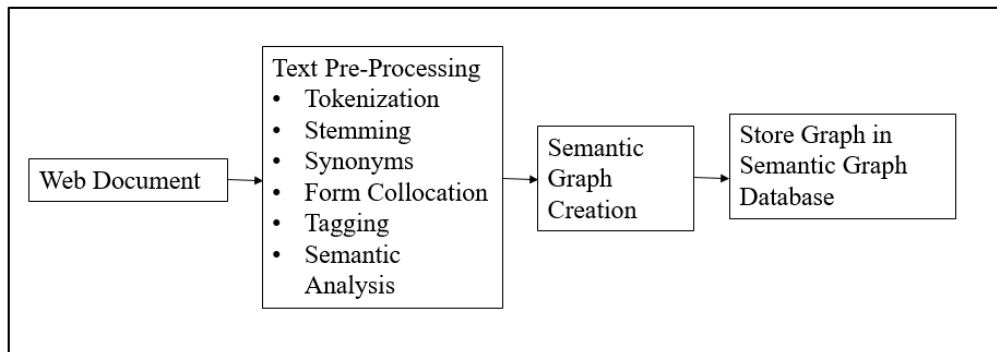 Web Document
Text Pre-Processing
• Tokenization
• Stemming
• Synonyms
• Form Collocation
• Tagging
• Semantic
Analysis
Semantic
Graph
Creation
Store Graph in
Semantic Graph
Database